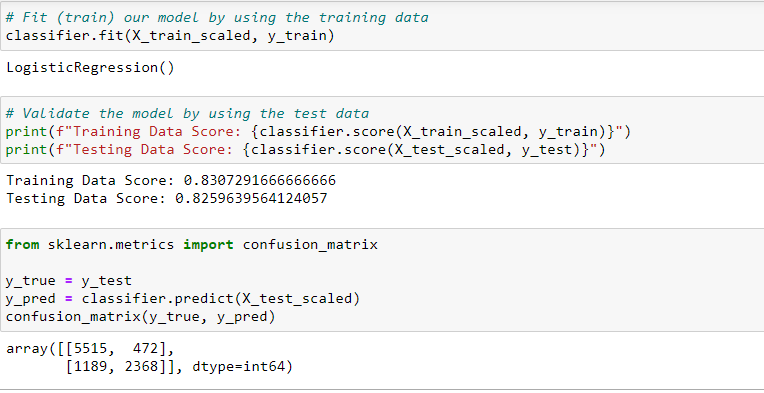 # Fit (train) our model by using the training data
classifier.fit(X_train_scaled, y_train)
LogisticRegression()
# Validate the model by using the test data
print(f"Training Data Score: {classifier.score(X_train_scaled, y_train)}")
print(f"Testing Data Score: {classifier.score(X_test_scaled, y_test)}")
Training Data Score: 0.8307291666666666
Testing Data Score: 0.8259639564124057
from sklearn.metrics import confusion_matrix
y_true = y_test
y_pred = classifier.predict(X_test_scaled)
confusion_matrix(y_true, y_pred)
array([[5515,  472],
       [1189, 2368]], dtype=int64)